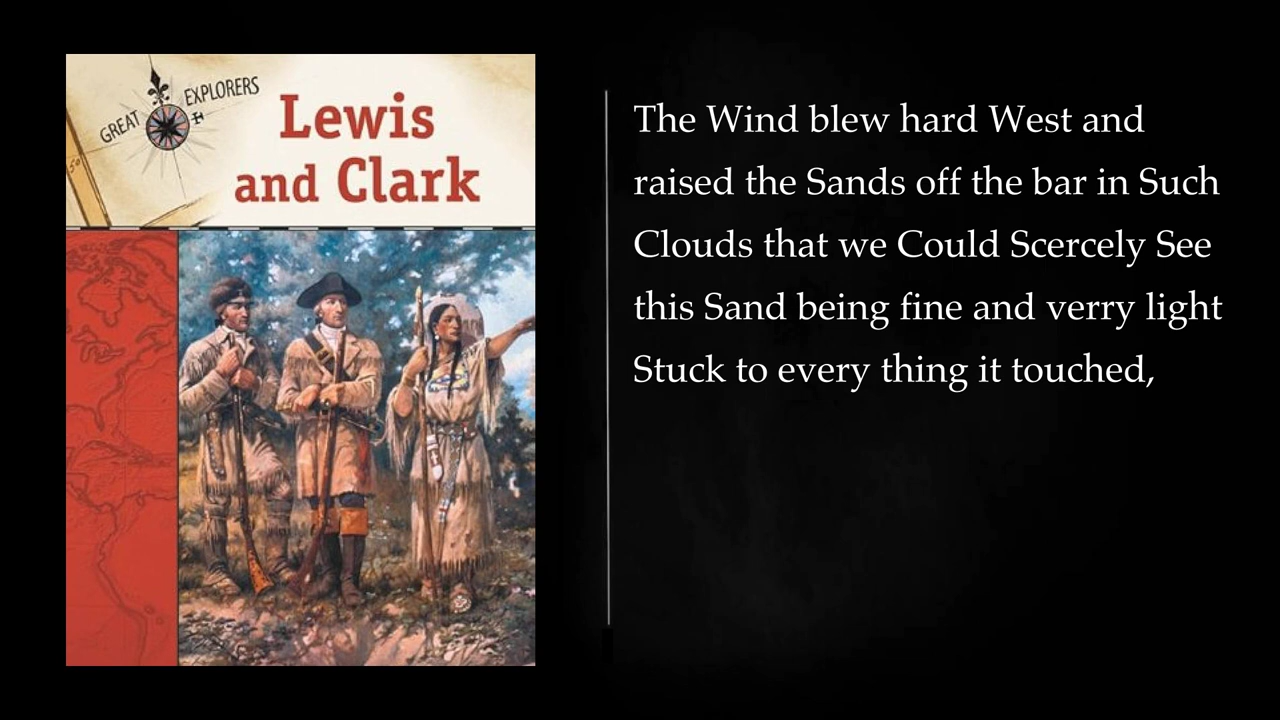 GREAT EXPLORERS
Lewis
and Clark
The Wind blew hard West and
raised the Sands off the bar in Such
Clouds that we Could Scercely See
this Sand being fine and verry light
Stuck to every thing it touched,